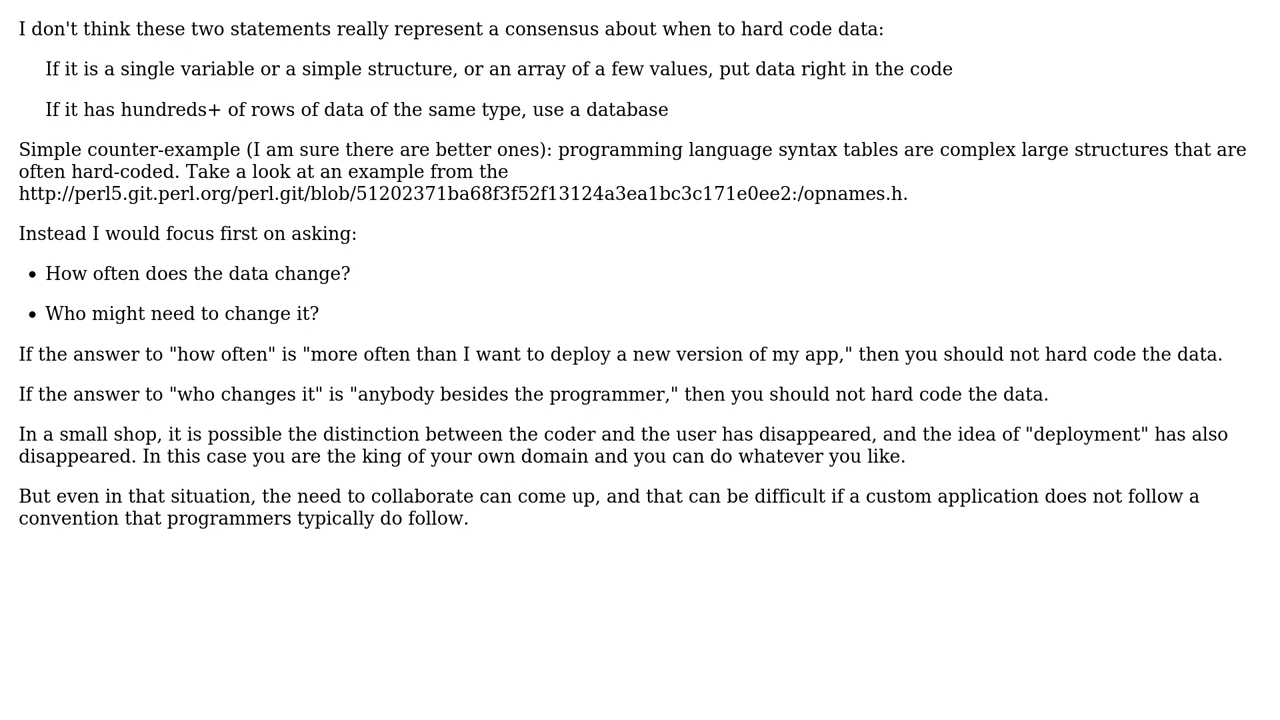 I don't think these two statements really represent a consensus about when to hard code data:
If it is a single variable or a simple structure, or an array of a few values, put data right in the code
If it has hundreds+ of rows of data of the same type, use a database
Simple counter-example (I am sure there are better ones): programming language syntax tables are complex large structures that are
often hard-coded. Take a look at an example from the
http://perl5.git.perl.org/perl.git/blob/51202371ba68f3f52f13124a3ea1bc3c171e0ee2:/opnames.h.
Instead I would focus first on asking:
• How often does the data change?
• Who might need to change it?
If the answer to "how often" is "more often than I want to deploy a new version of my app," then you should not hard code the data.
If the answer to "who changes it" is "anybody besides the programmer," then you should not hard code the data.
In a small shop, it is possible the distinction between the coder and the user has disappeared, and the idea of "deployment" has also
disappeared. In this case you are the king of your own domain and you can do whatever you like.
But even in that situation, the need to collaborate can come up, and that can be difficult if a custom application does not follow a
convention that programmers typically do follow.